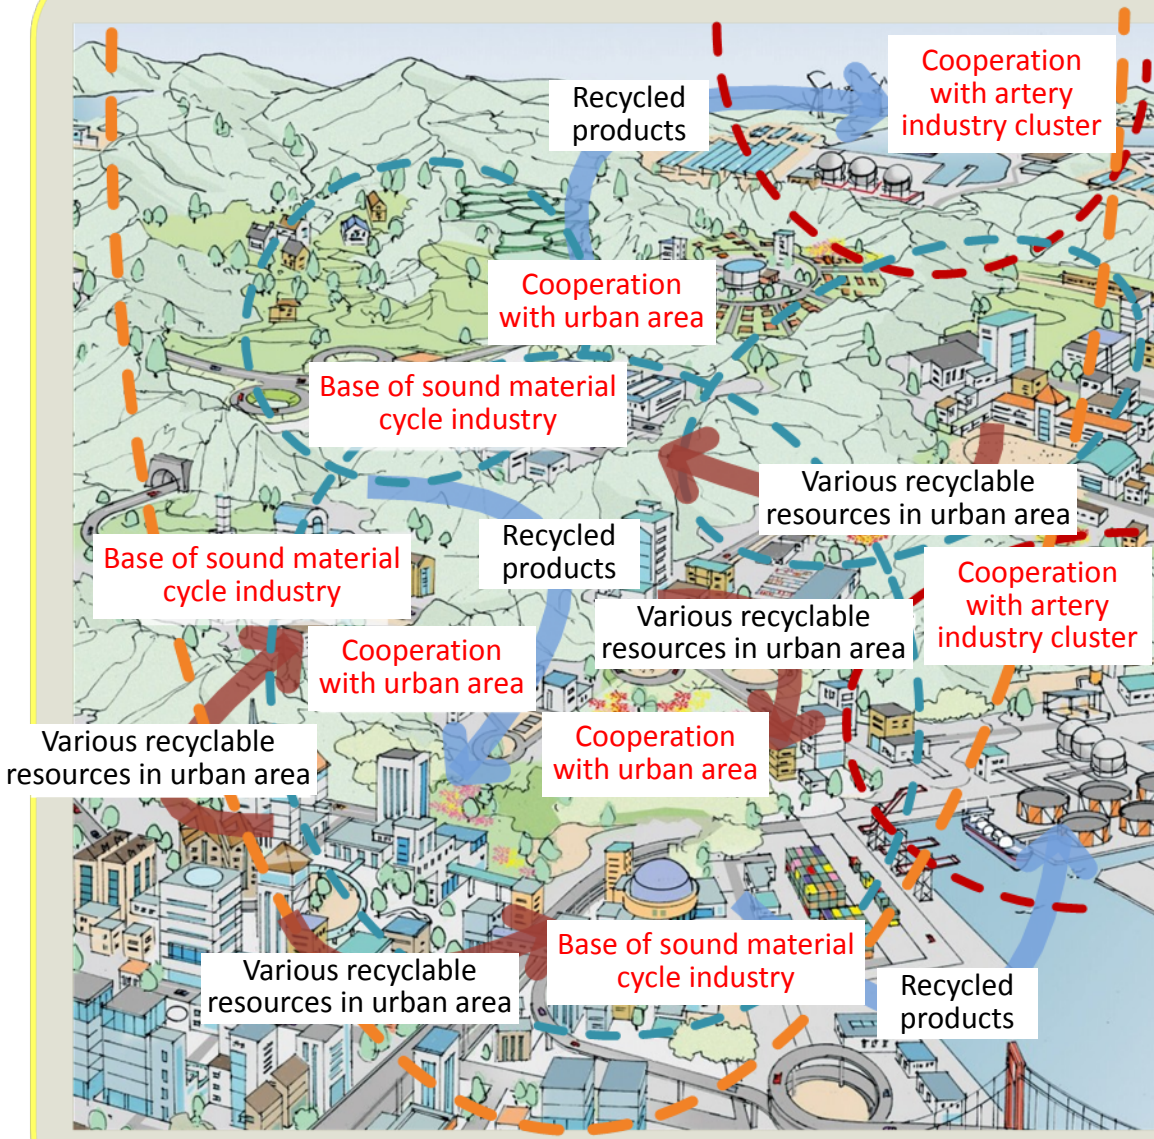 Cooperation
with artery
industry cluster
Recycled
products
Cooperation
with urban area
Base of sound material
cycle industry
Various recyclable
resources in urban area
Recycled
products
Base of sound material
cycle industry
Cooperation
with artery
industry cluster
Various recyclable
resources in urban area
Cooperation
with urban area
Various recyclable
resources in urban area
Cooperation
with urban area
Base of sound material
cycle industry
Various recyclable
resources in urban area
Recycled
products